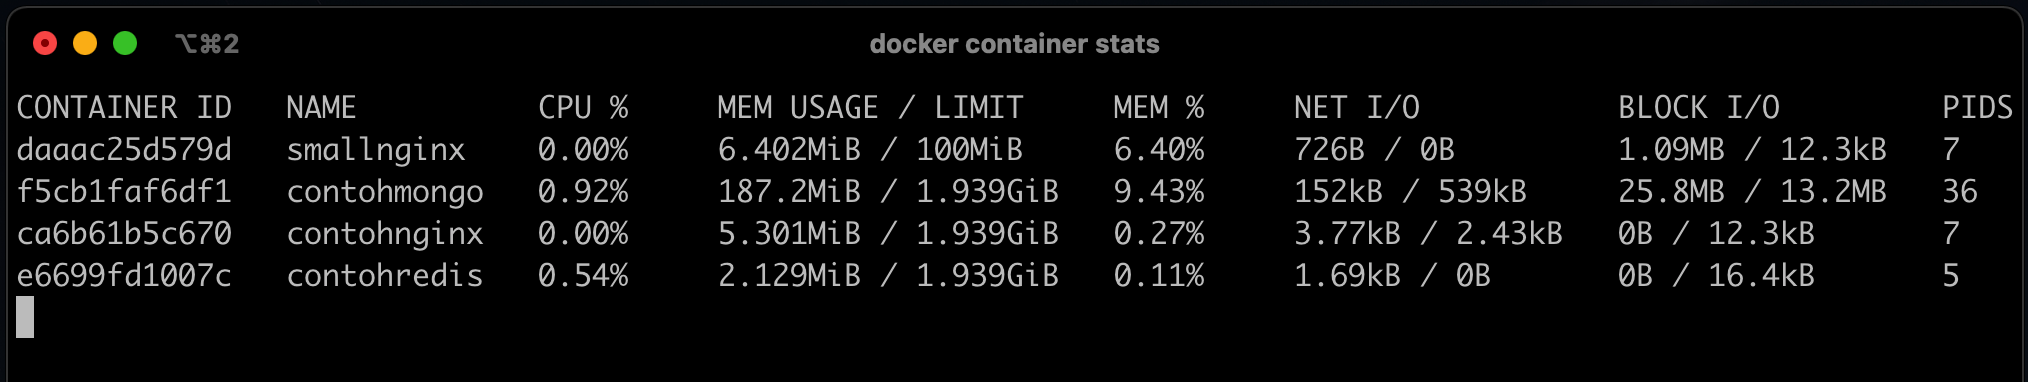 ⌥⌘2 docker container stats
CONTAINER ID NAME CPU % MEM USAGE / LIMIT MEM % NET I/O BLOCK I/O PIDS
daaac25d579d smallnginx 0.00% 6.402MiB / 100MiB 6.40% 726B / 0B 1.09MB / 12.3kB 7
f5cb1faf6df1 contohmongo 0.92% 187.2MiB / 1.939GiB 9.43% 152kB / 539kB 25.8MB / 13.2MB 36
ca6b61b5c670 contohnginx 0.00% 5.301MiB / 1.939GiB 0.27% 3.77kB / 2.43kB 0B / 12.3kB 7
e6699fd1007c contohredis 0.54% 2.129MiB / 1.939GiB 0.11% 1.69kB / 0B 0B / 16.4kB 5